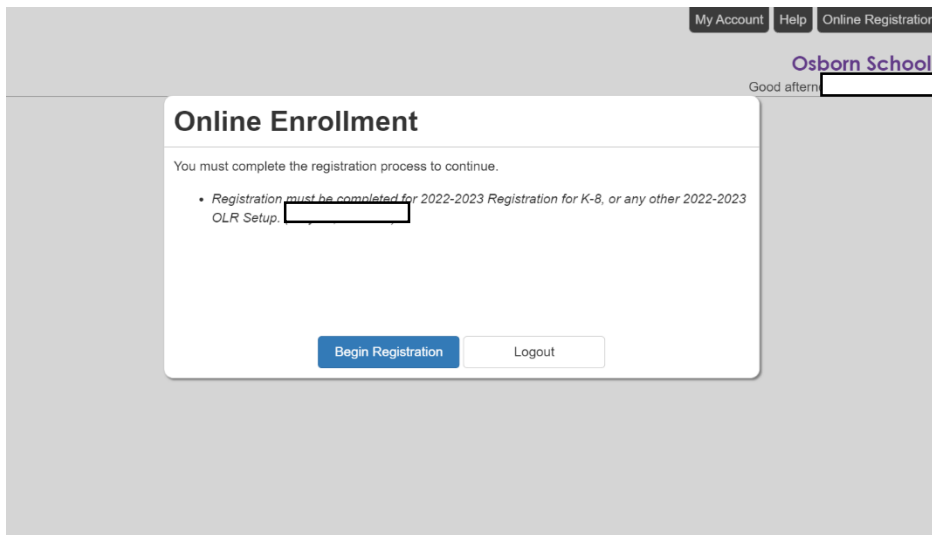 My Account Help Online Registration
Osborn School
Good aftern
Online Enrollment
You must complete the registration process to continue.
• Registration must be completed for 2022-2023 Registration for K-8, or any other 2022-2023
OLR Setup.
Begin Registration Logout